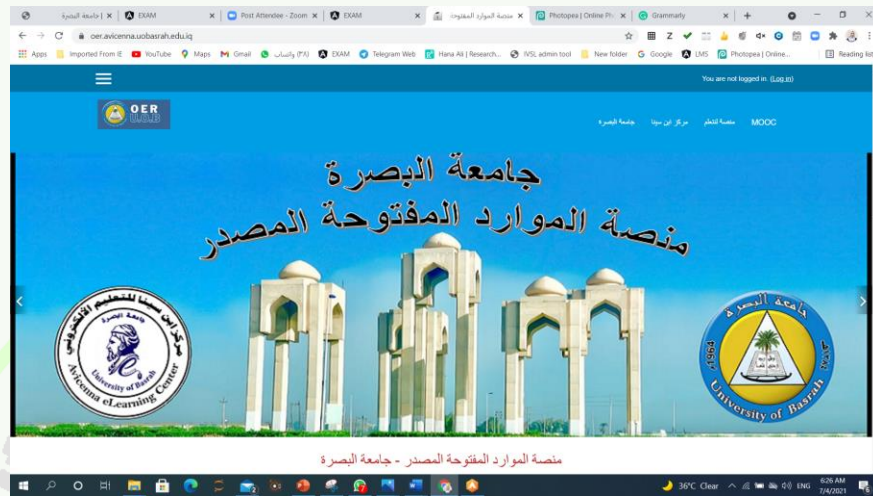 جامعة البصرة
EXAM
Post Attendee - Zoom
EXAM
منصة الموارد المفتوحة
Photopea | Online Ph
Grammarly
oer.avicenna.uobasrah.edu.iq
Apps Imported From IE YouTube Maps Gmail واتساب (٣٨) EXAM Telegram Web Hana Ali | Research... IVSL admin tool New folder Google LMS Photopea | Online... Reading list
You are not logged in. (Log in)
OER
U.O.B
MOOC منصة للتعلم مركز ابن سينا جامعة البصره
جامعة البصرة
منصة الموارد المفتوحة المصدر
مركز ابن سينا للتعليم الألكتروني
جامعة البصرة
University of Basrah
Avicenna eLearning Center
جامعة البصرة
1964
University of Basrah
منصة الموارد المفتوحة المصدر - جامعة البصرة
36°C Clear ENG 6:26 AM
7/4/2021